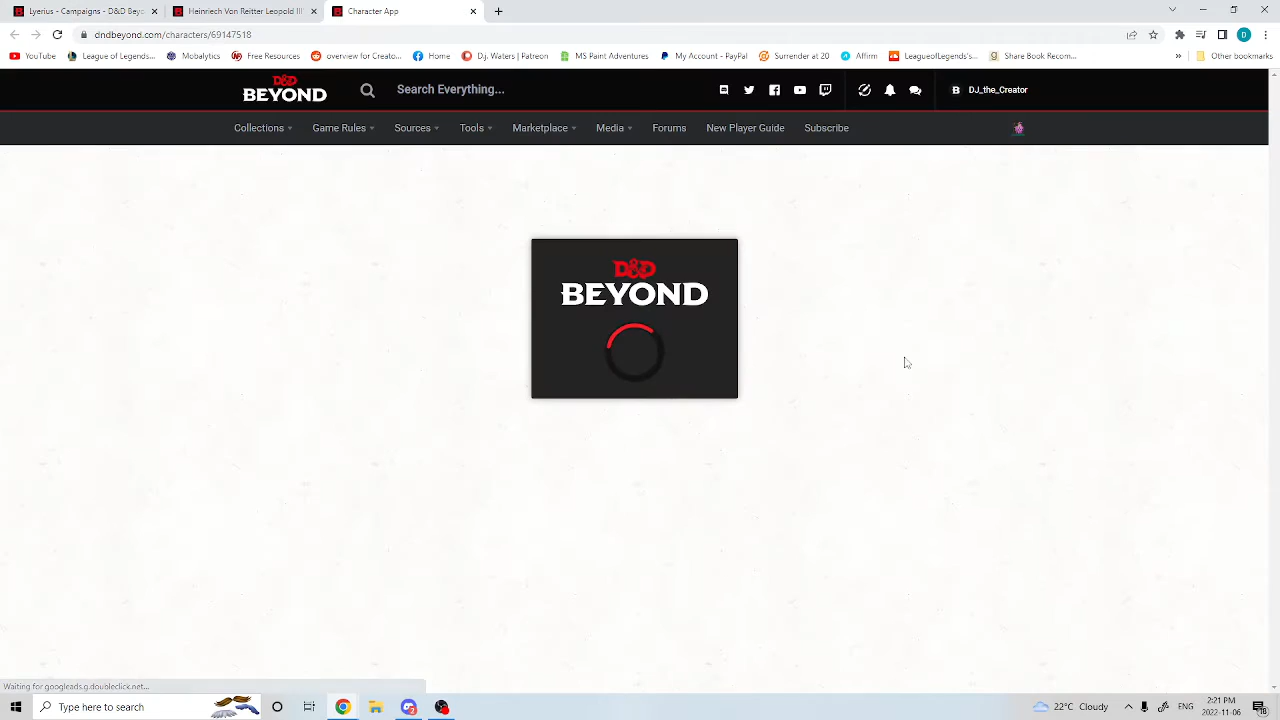 Lyerius - Campaigns - D&D Beyo
Heinriech Von Reitter Leopold III'
Character App
dndbeyond.com/characters/69147518
YouTube
League of Legends...
Mobalytics
Free Resources
overview for Creato...
Home
D.j. Waters | Patreon
MS Paint Adventures
My Account - PayPal
Surrender at 20
Affirm
LeagueofLegends's...
Share Book Recom...
»
Other bookmarks
D&D
BEYOND
Search Everything...
DJ_the_Creator
Collections
Game Rules
Sources
Tools
Marketplace
Media
Forums
New Player Guide
Subscribe
D&D
BEYOND
Waiting for googleads.g.doubleclick.net...
Type here to search
22°C Cloudy
ENG
2:21 PM
2022-11-06